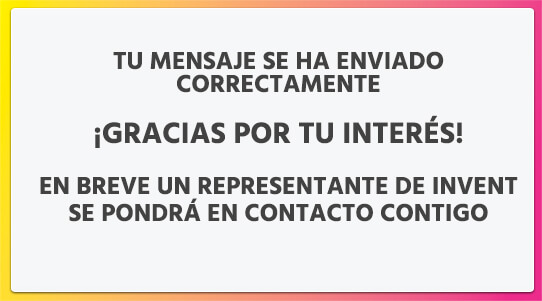 TU MENSAJE SE HA ENVIADO
CORRECTAMENTE
¡GRACIAS POR TU INTERÉS!
EN BREVE UN REPRESENTANTE DE INVENT
SE PONDRÁ EN CONTACTO CONTIGO